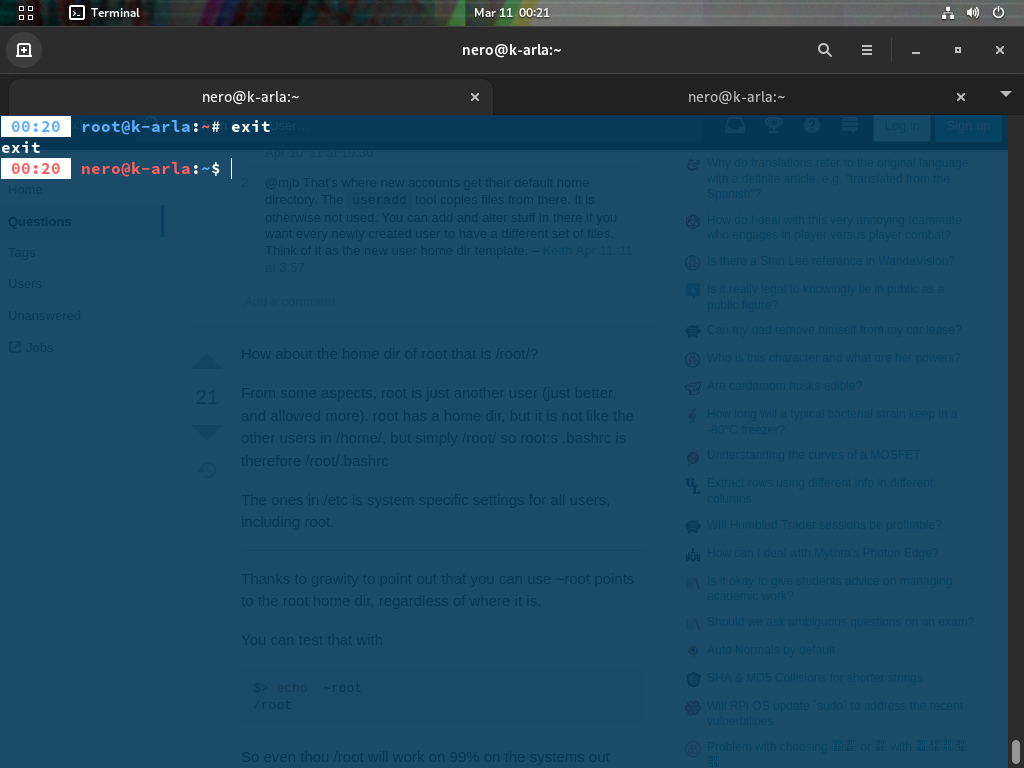 Terminal
Mar 11 00:21
nero@k-arla:~
nero@k-arla:~
nero@k-arla:~
00:20 root@k-arla:~# exit
exit
00:20 nero@k-arla:~$
Log in
Sign up
Apr 10 '11 at 19:30
Home
Questions
Tags
Users
Unanswered
Jobs
2
@mjb That's where new accounts get their default home
directory. The useradd tool copies files from there. It is
otherwise not used. You can add and alter stuff in there if you
want every newly created user to have a different set of files.
Think of it as the new user home dir template. – Keith Apr 11 '11
at 3:57
Add a comment
21
How about the home dir of root that is /root/?
From some aspects, root is just another user (just better,
and allowed more). root has a home dir, but it is not like the
other users in /home/, but simply /root/ so root:s .bashrc is
therefore /root/.bashrc
The ones in /etc is system specific settings for all users,
including root.
Thanks to grawity to point out that you can use ~root points
to the root home dir, regardless of where it is.
You can test that with
$> echo ~root
/root
So even thou /root will work on 99% on the systems out
Why do translations refer to the original language
with a definite article, e.g. "translated from the
Spanish"?
How do I deal with this very annoying teammate
who engages in player versus player combat?
Is there a Stan Lee reference in WandaVision?
Is it really legal to knowingly lie in public as a
public figure?
Can my dad remove himself from my car lease?
Who is this character and what are her powers?
Are cardamom husks edible?
How long will a typical bacterial strain keep in a
-80°C freezer?
Understanding the curves of a MOSFET
Extract rows using different info in different
columns
Will Humbled Trader sessions be profitable?
How can I deal with Mythra's Photon Edge?
Is it okay to give students advice on managing
academic work?
Should we ask ambiguous questions on an exam?
Auto Normals by default
SHA & MD5 Collisions for shorter strings
Will RPi OS update `sudo` to address the recent
vulnerbilities
Problem with choosing or with